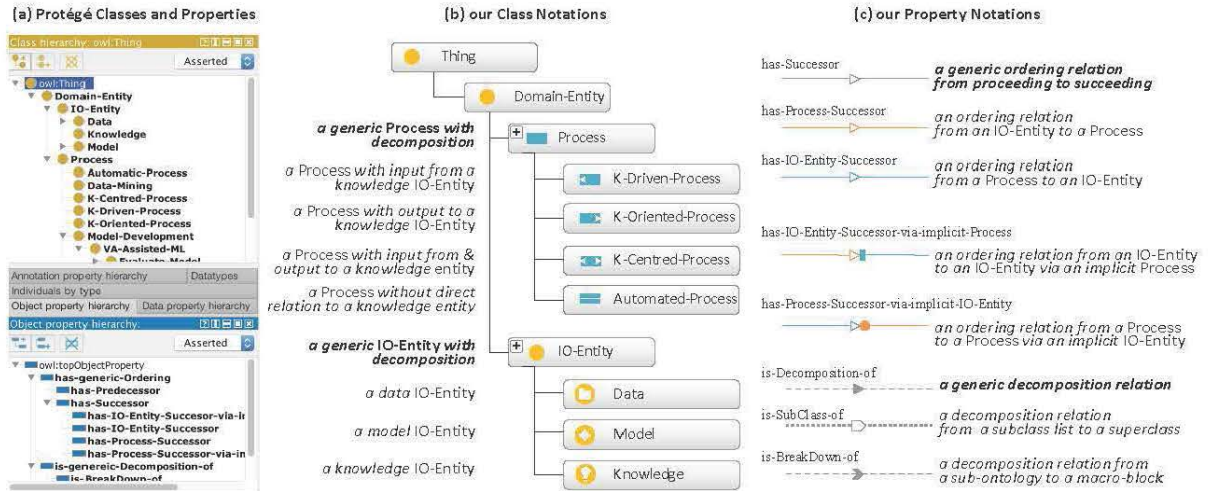 (a) Protégé Classes and Properties
Class hierarchy: owl:Thing
Asserted
owl:Thing
Domain-Entity
IO-Entity
Data
Knowledge
Model
Process
Automatic-Process
Data-Mining
K-Centred-Process
K-Driven-Process
K-Oriented-Process
Model-Development
VA-Assisted-ML
Evaluate-Model
Annotation property hierarchy
Datatypes
Individuals by type
Object property hierarchy
Data property hierarchy
Object property hierarchy:
Asserted
owl:topObjectProperty
has-generic-Ordering
has-Predecessor
has-Successor
has-IO-Entity-Succesor-via-ir
has-IO-Entity-Successor
has-Process-Successor
has-Process-Successor-via-in
is-genereic-Decomposition-of
is-BreakDown-of
(b) our Class Notations
Thing
Domain-Entity
a generic Process with
decomposition
Process
a Process with input from a
knowledge IO-Entity
K-Driven-Process
a Process with output to a
knowledge IO-Entity
K-Oriented-Process
a Process with input from &
output to a knowledge entity
K-Centred-Process
a Process without direct
relation to a knowledge entity
Automated-Process
a generic IO-Entity with
decomposition
IO-Entity
a data IO-Entity
Data
a model IO-Entity
Model
a knowledge IO-Entity
Knowledge
(c) our Property Notations
has-Successor
a generic ordering relation
from proceeding to succeeding
has-Process-Successor
an ordering relation
from an IO-Entity to a Process
has-IO-Entity-Successor
an ordering relation
from a Process to an IO-Entity
has-IO-Entity-Successor-via-implicit-Process
an ordering relation from an IO-Entity
to an IO-Entity via an implicit Process
has-Process-Successor-via-implicit-IO-Entity
an ordering relation from a Process
to a Process via an implicit IO-Entity
is-Decomposition-of
a generic decomposition relation
is-SubClass-of
a decomposition relation
from a subclass list to a superclass
is-BreakDown-of
a decomposition relation from
a sub-ontology to a macro-block